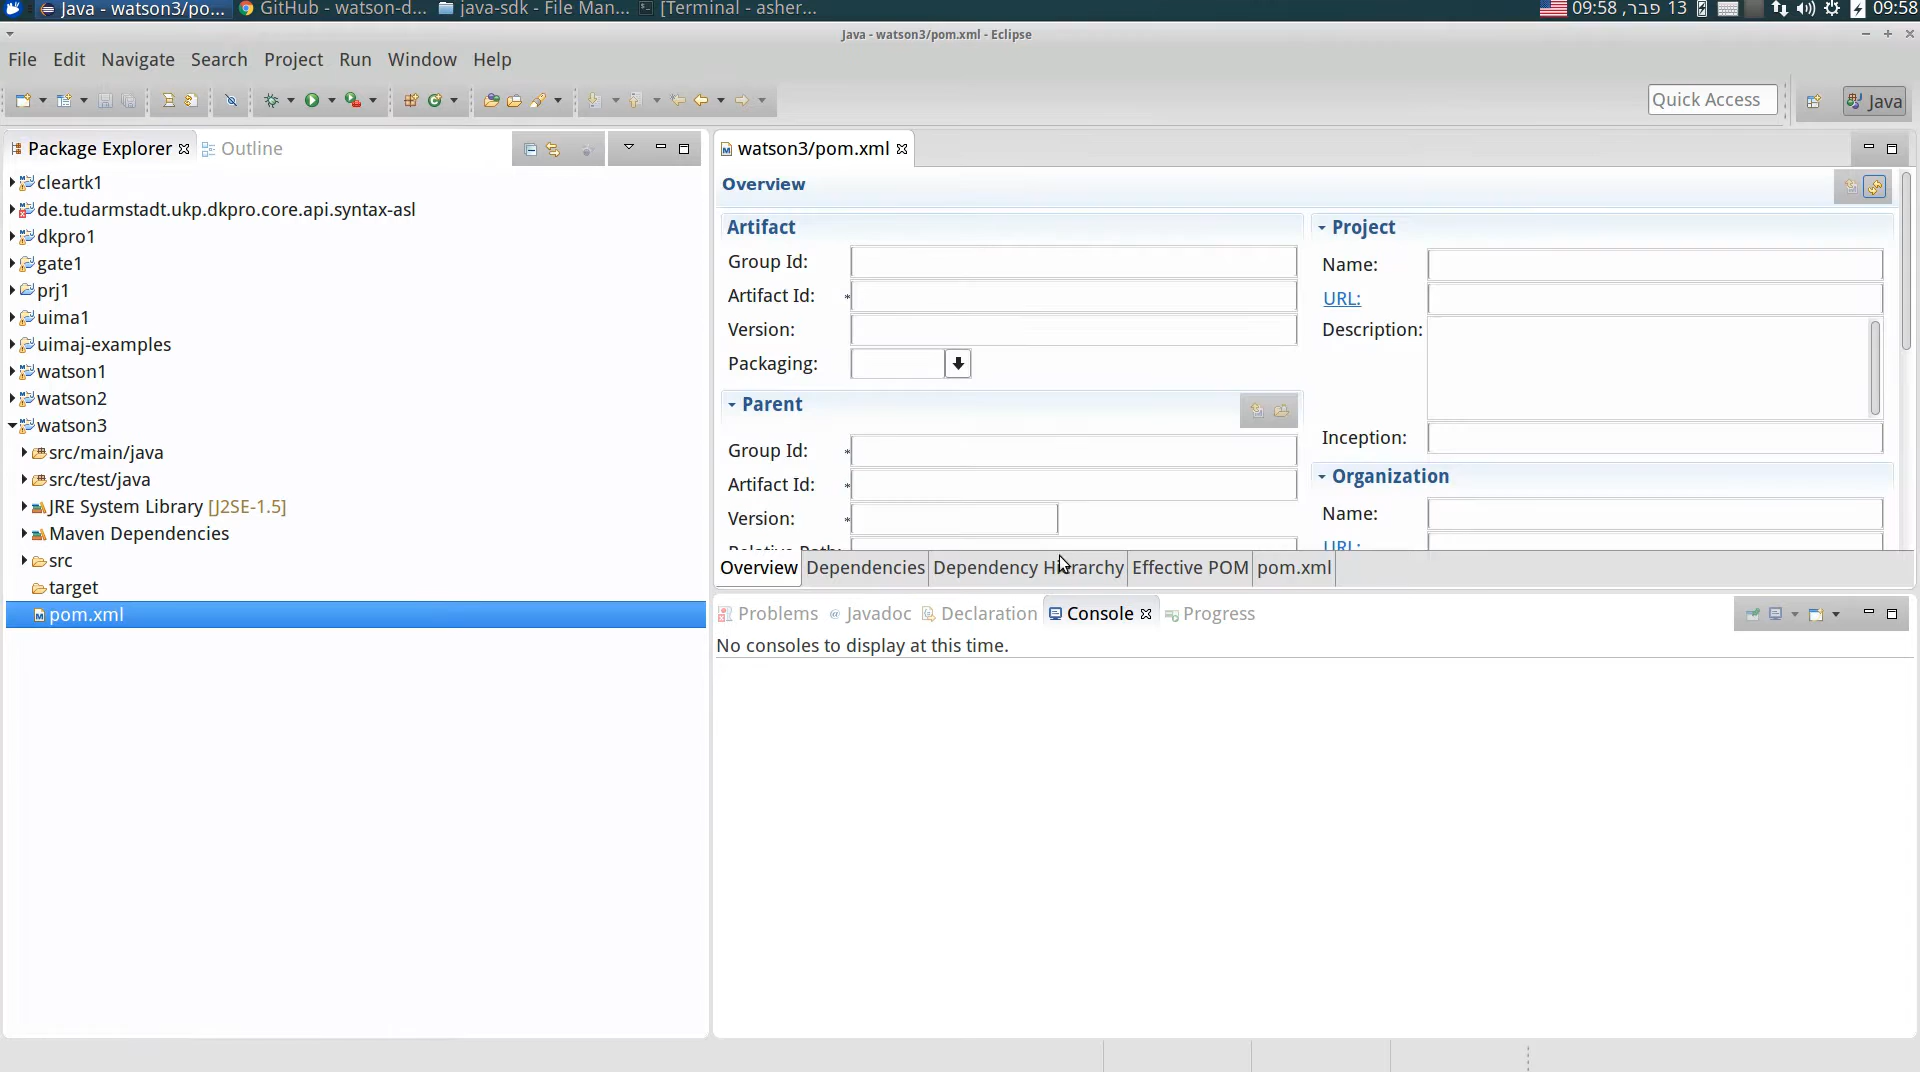 Java - watson3/po...
GitHub - watson-d...
java-sdk - File Man...
[Terminal - asher...
09:58 ,פבר 13
09:58
Java - watson3/pom.xml - Eclipse
File Edit Navigate Search Project Run Window Help
Quick Access
Java
Package Explorer
Outline
cleartk1
de.tudarmstadt.ukp.dkpro.core.api.syntax-asl
dkpro1
gate1
prj1
uima1
uimaj-examples
watson1
watson2
watson3
src/main/java
src/test/java
JRE System Library [J2SE-1.5]
Maven Dependencies
src
target
pom.xml
watson3/pom.xml
Overview
Artifact
Group Id:
Artifact Id: *
Version:
Packaging:
Parent
Group Id: *
Artifact Id: *
Version: *
Relative Path:
Project
Name:
URL:
Description:
Inception:
Organization
Name:
URL:
Overview Dependencies Dependency Hierarchy Effective POM pom.xml
Problems @ Javadoc Declaration Console Progress
No consoles to display at this time.